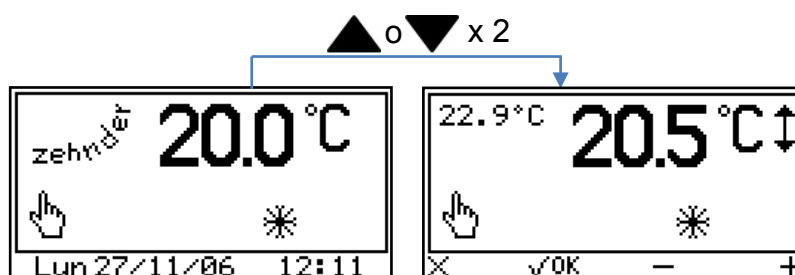 o x 2
zehnder 20.0°C
Lun 27/11/06 12:11
22.9°C 20.5°C
X √OK — +